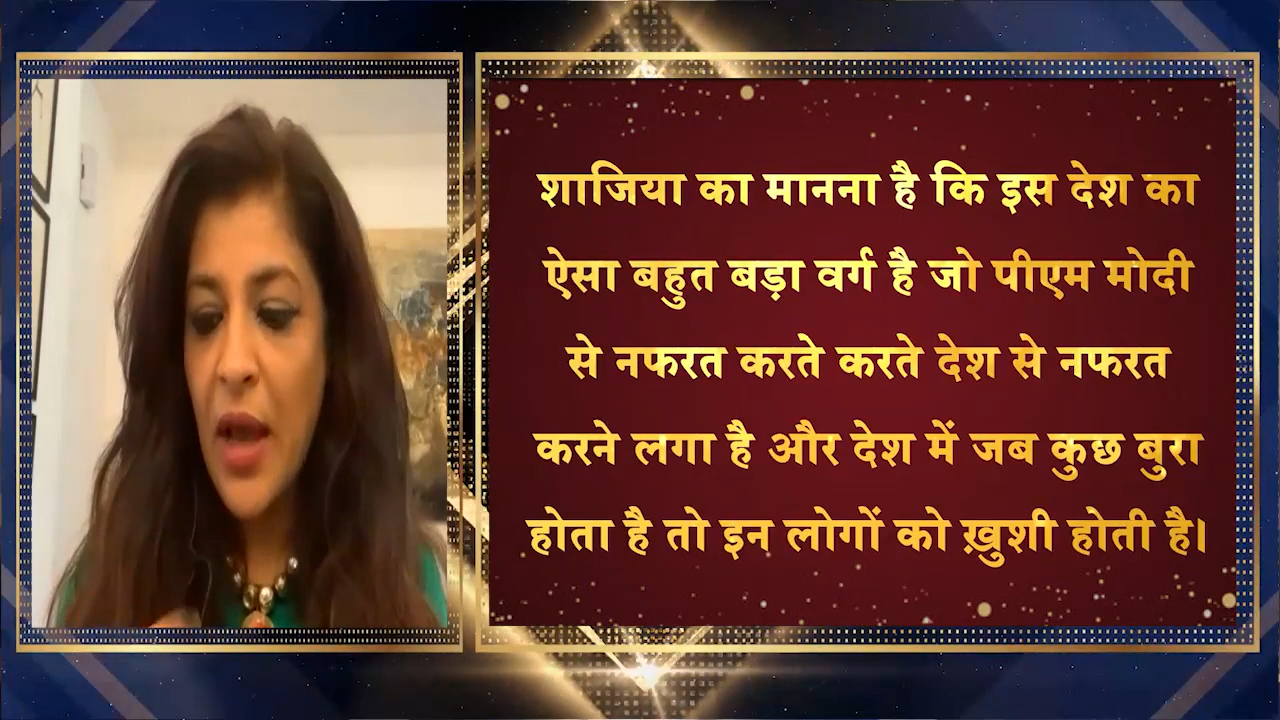 शाजिया का मानना है कि इस देश का
ऐसा बहुत बड़ा वर्ग है जो पीएम मोदी
से नफरत करते करते देश से नफरत
करने लगा है और देश में जब कुछ बुरा
होता है तो इन लोगों को ख़ुशी होती है।